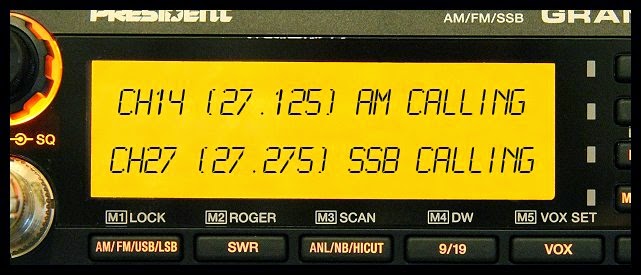 PRESIDENT AM/FM/SSB GRAN
CH14 (27.125) AM CALLING
CH27 (27.275) SSB CALLING
SQ
M1 LOCK M2 ROGER M3 SCAN M4 DW M5 VOX SET
AM/FM/USB/LSB SWR ANL/NB/HICUT 9/19 VOX